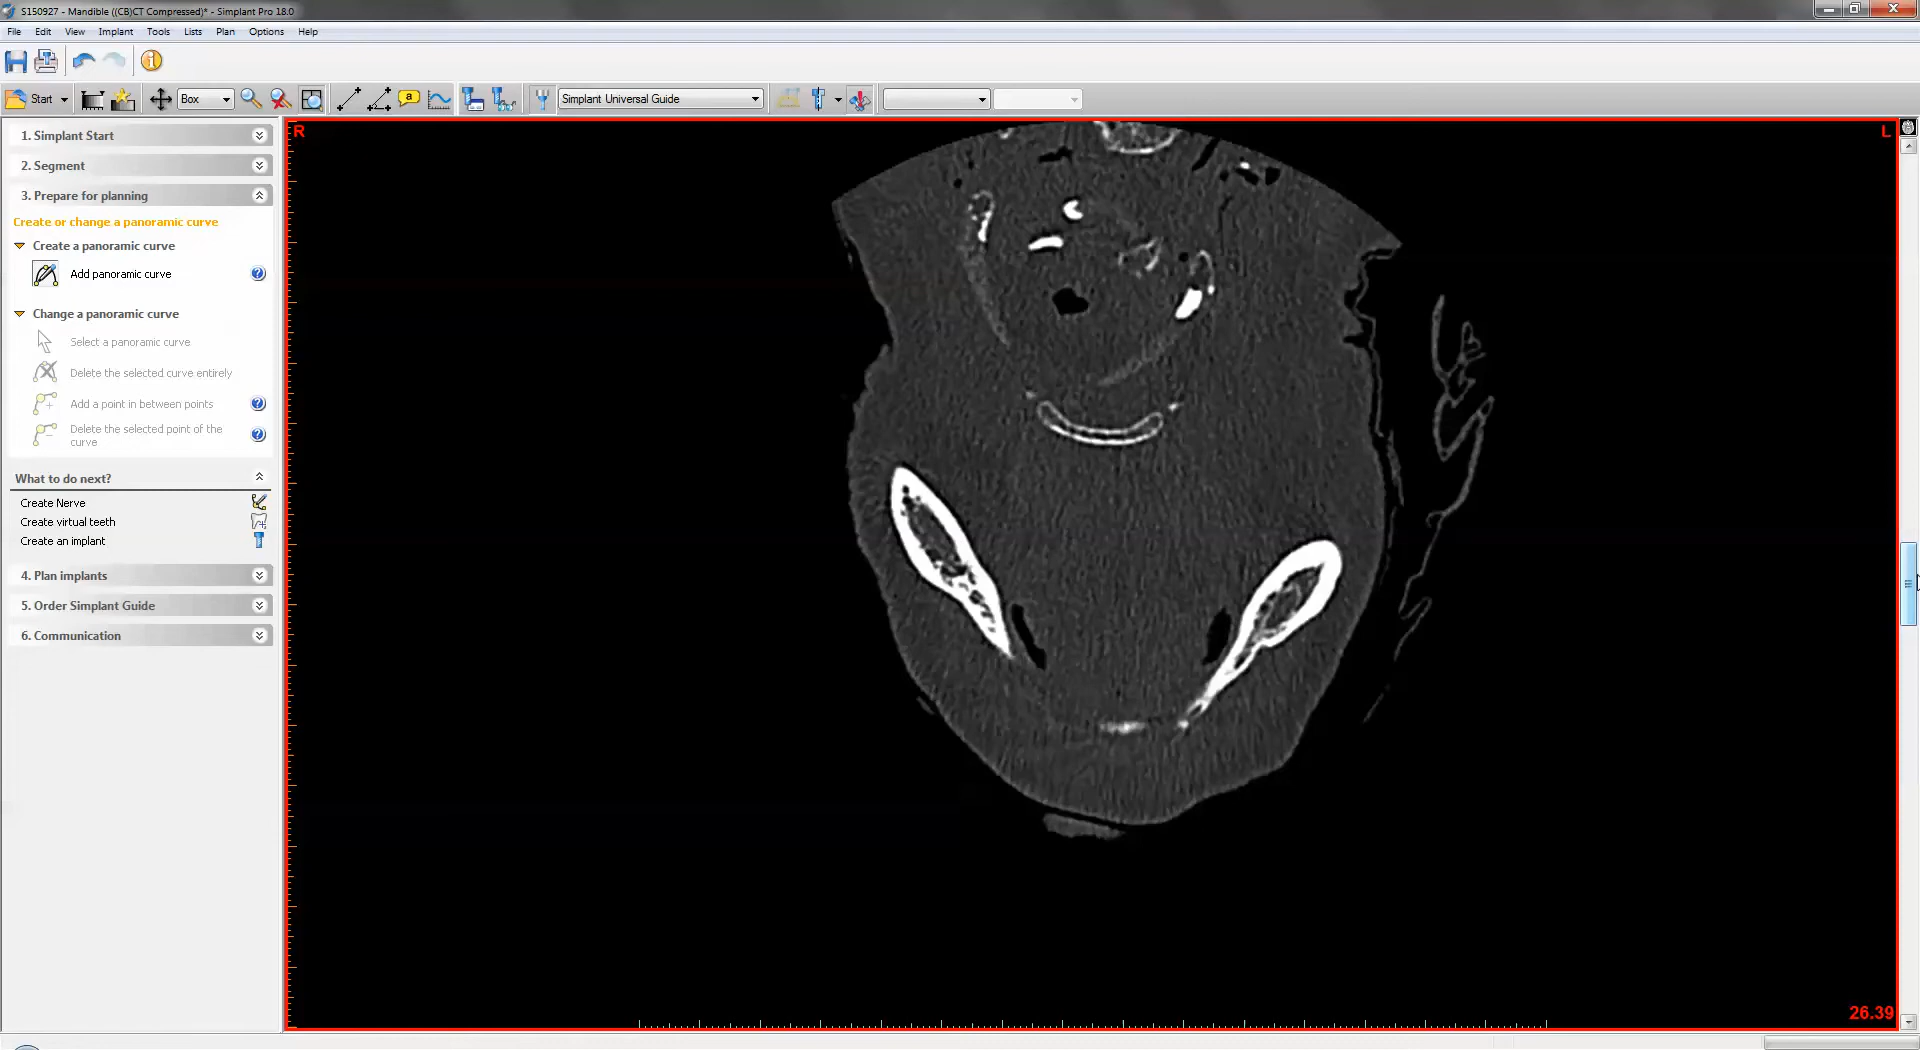 S150927 - Mandible ((CB)CT Compressed)* - Simplant Pro 18.0
File Edit View Implant Tools Lists Plan Options Help
Start Box a Simplant Universal Guide
1. Simplant Start
2. Segment
3. Prepare for planning
Create or change a panoramic curve
Create a panoramic curve
Add panoramic curve
Change a panoramic curve
Select a panoramic curve
Delete the selected curve entirely
Add a point in between points
Delete the selected point of the
curve
What to do next?
Create Nerve
Create virtual teeth
Create an implant
4. Plan implants
5. Order Simplant Guide
6. Communication
R
L
26.39